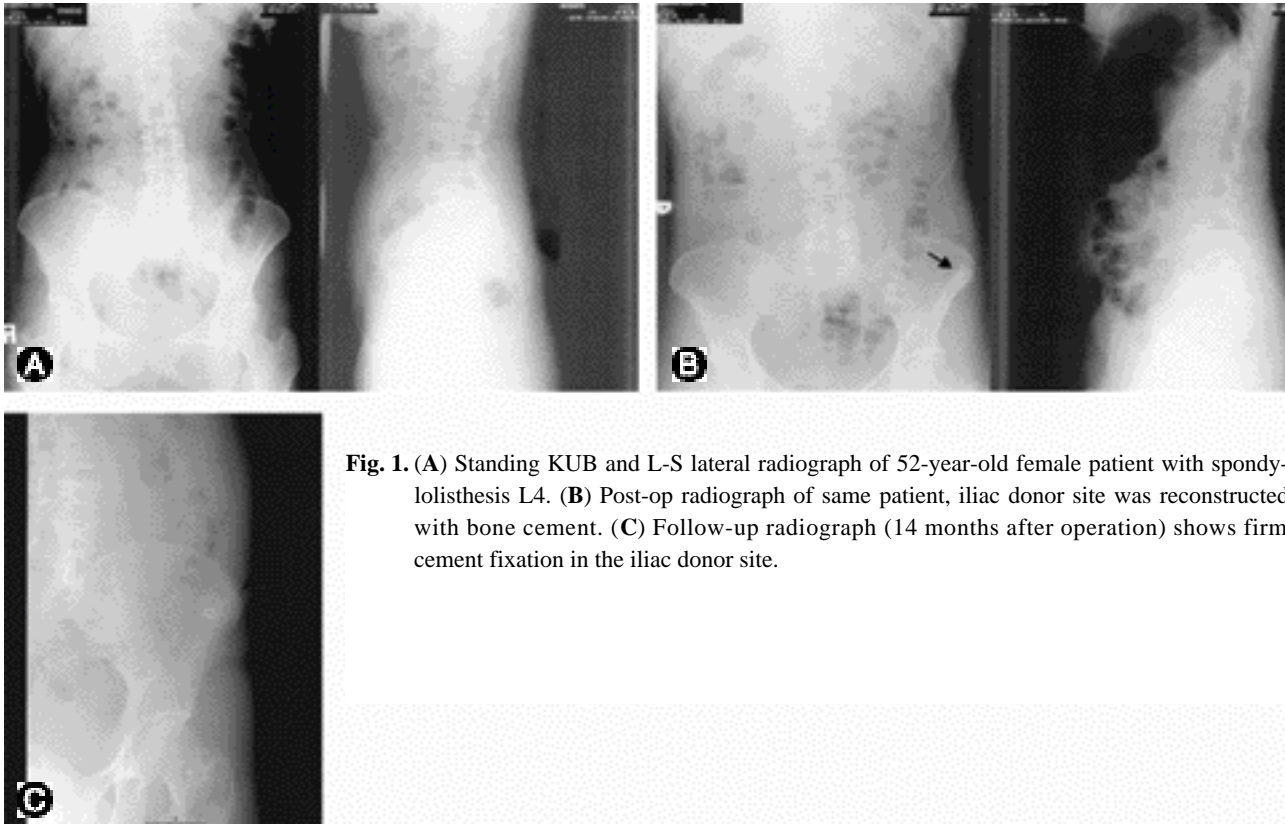 A
B
Fig. 1. (A) Standing KUB and L-S lateral radiograph of 52-year-old female patient with spondy-
lolisthesis L4. (B) Post-op radiograph of same patient, iliac donor site was reconstructed
with bone cement. (C) Follow-up radiograph (14 months after operation) shows firm
cement fixation in the iliac donor site.
C